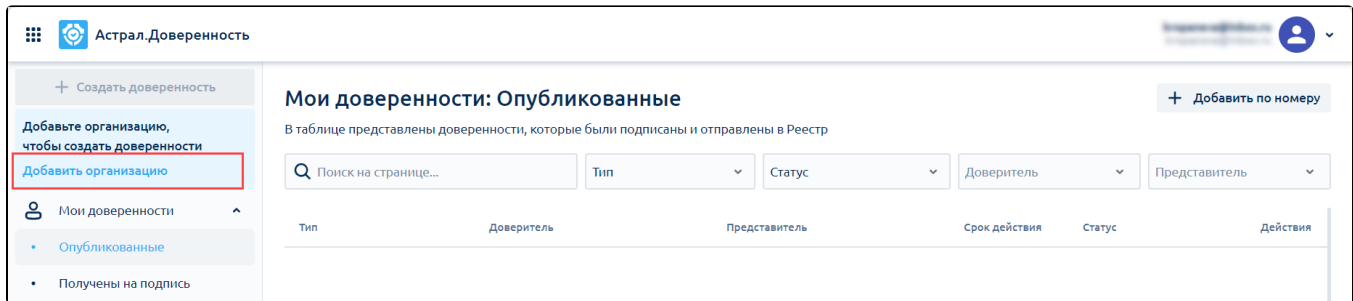 Астрал.Доверенность
+ Создать доверенность
Добавьте организацию,
чтобы создать доверенности
Добавить организацию
Мои доверенности
• Опубликованные
• Получены на подпись
Мои доверенности: Опубликованные
+ Добавить по номеру
В таблице представлены доверенности, которые были подписаны и отправлены в Реестр
Поиск на странице... Тип Статус Доверитель Представитель
Тип Доверитель Представитель Срок действия Статус Действия